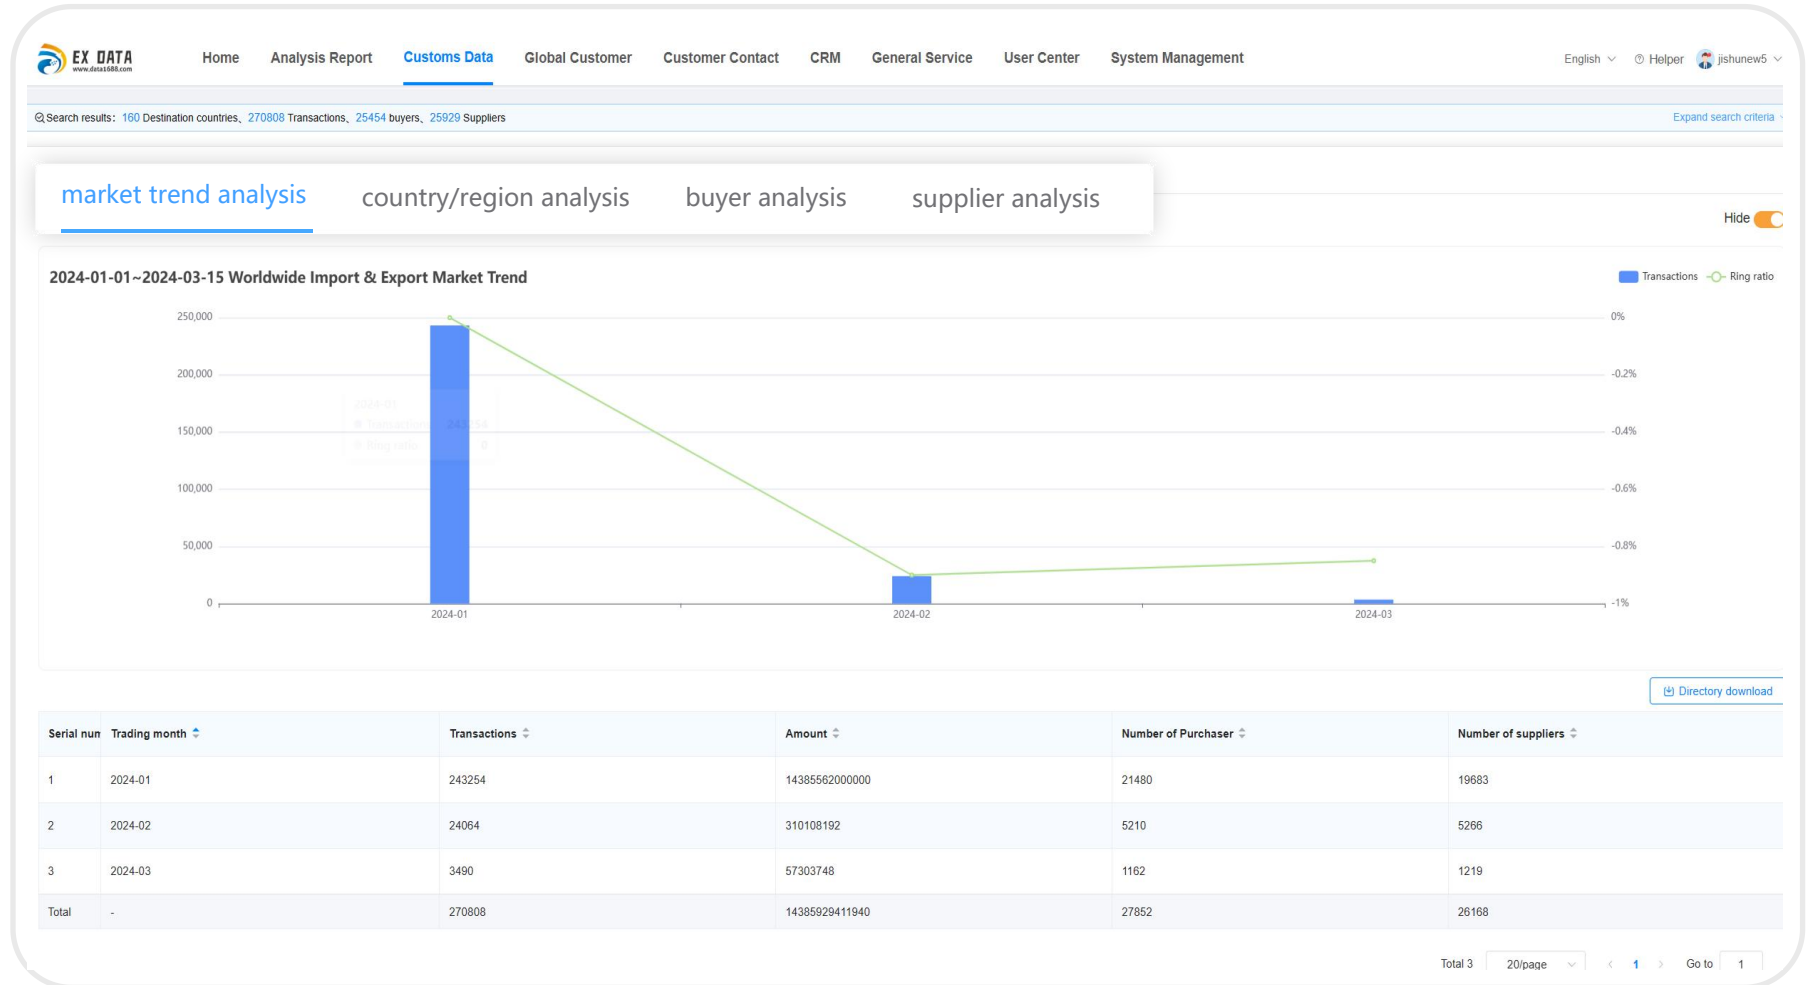 EX DATA
www.data1688.com
Home Analysis Report Customs Data Global Customer Customer Contact CRM General Service User Center System Management English Helper jishunew5
Search results：160 Destination countries、270808 Transactions、25454 buyers、25929 Suppliers Expand search criteria
market trend analysis country/region analysis buyer analysis supplier analysis
Hide
2024-01-01~2024-03-15 Worldwide Import & Export Market Trend
Transactions Ring ratio
250,000 0%
200,000 -0.2%
2024-01
Transactions 243254
150,000 -0.4%
Ring ratio 0
100,000 -0.6%
50,000 -0.8%
0 -1%
2024-01 2024-02 2024-03
Directory download
Serial num Trading month Transactions Amount Number of Purchaser Number of suppliers
1 2024-01 243254 14385562000000 21480 19683
2 2024-02 24064 310108192 5210 5266
3 2024-03 3490 57303748 1162 1219
Total - 270808 14385929411940 27852 26168
Total 3 20/page < 1 > Go to 1